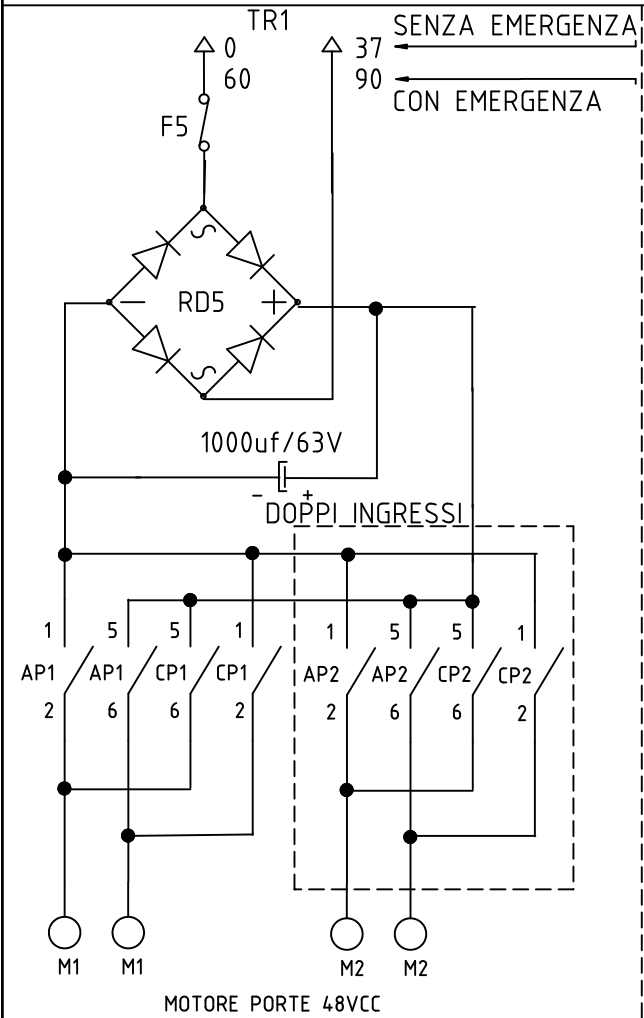 TR1
SENZA EMERGENZA
0
37
60
90
CON EMERGENZA
F5
S
− RD5 +
S
1000uf/63V
- +
DOPPI INGRESSI
1 5 5 1 1 5 5 1
AP1 AP1 CP1 CP1 AP2 AP2 CP2 CP2
2 6 6 2 2 6 6 2
M1 M1 M2 M2
MOTORE PORTE 48VCC